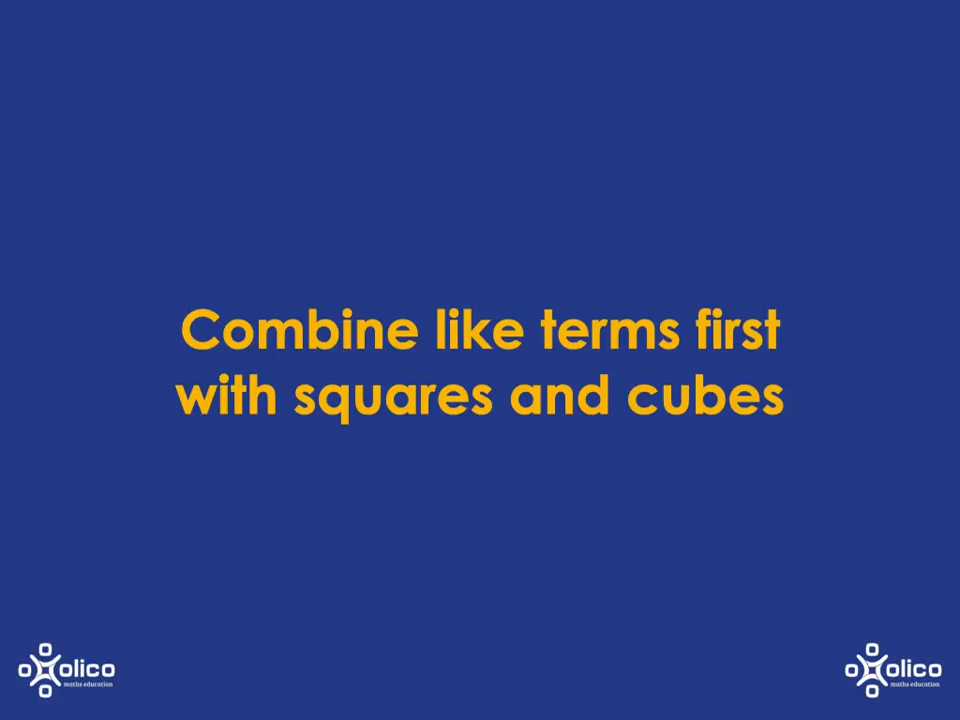 Combine like terms first
with squares and cubes
olico
maths education
olico
maths education